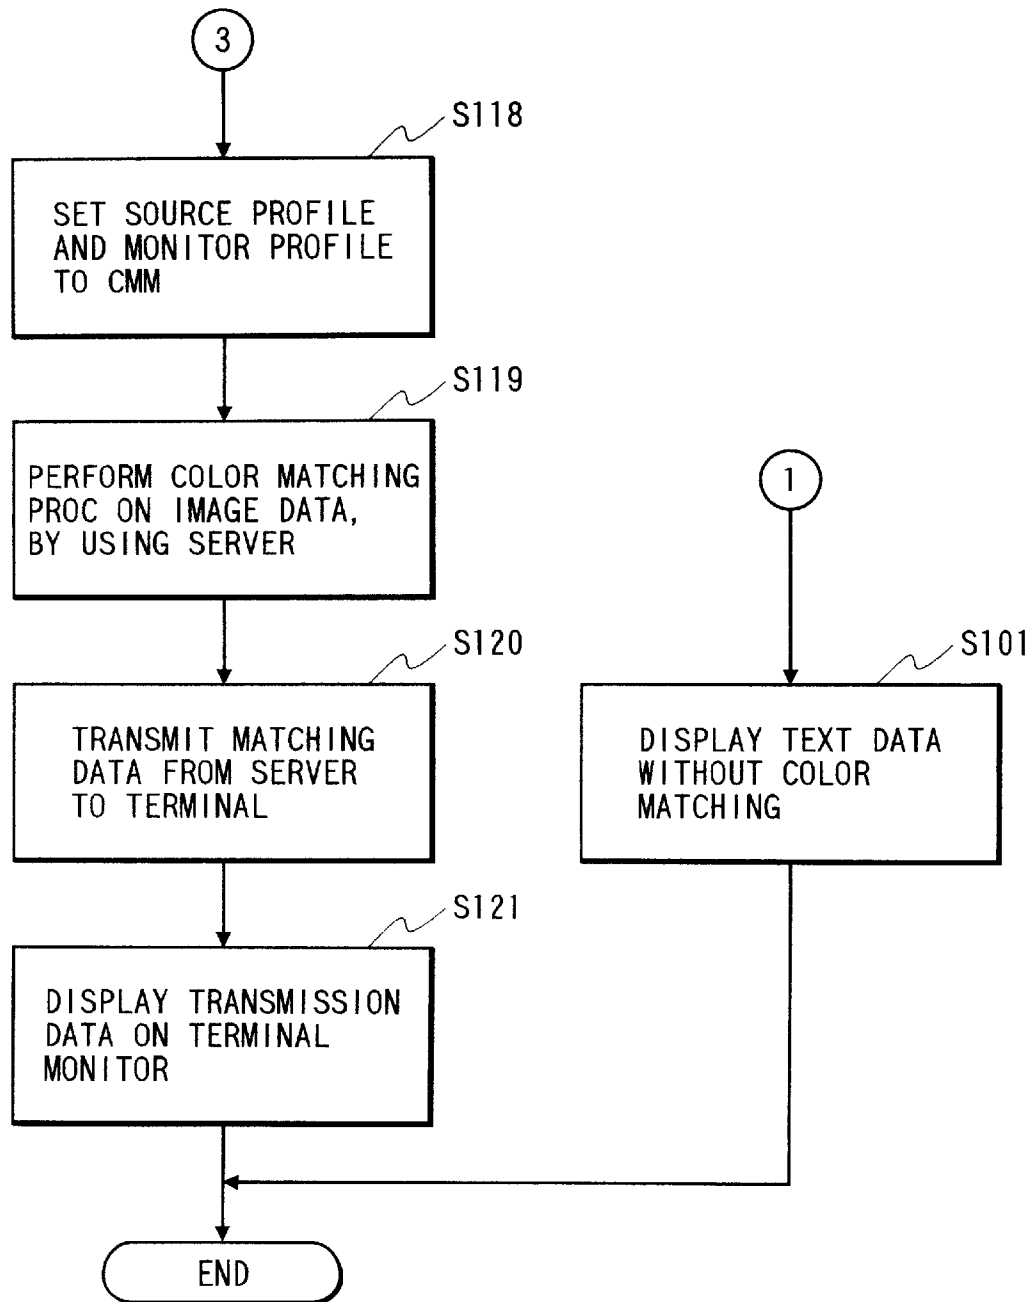 3
S118
SET SOURCE PROFILE
AND MONITOR PROFILE
TO CMM
S119
PERFORM COLOR MATCHING
PROC ON IMAGE DATA,
BY USING SERVER
1
S120
TRANSMIT MATCHING
DATA FROM SERVER
TO TERMINAL
S101
DISPLAY TEXT DATA
WITHOUT COLOR
MATCHING
S121
DISPLAY TRANSMISSION
DATA ON TERMINAL
MONITOR
END